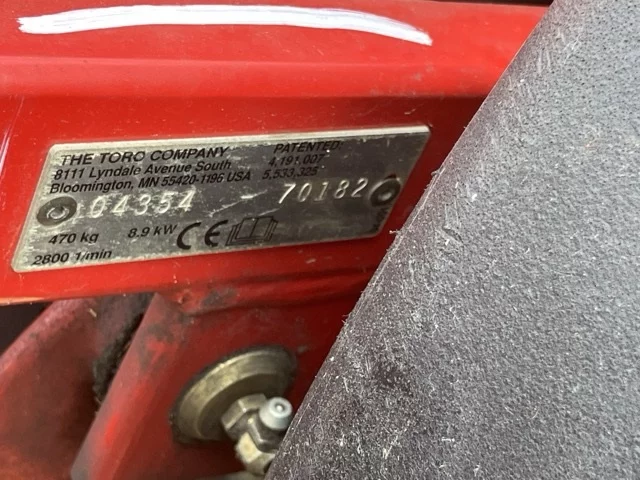 THE TORO COMPANY PATENTED:
8111 Lyndale Avenue South 4,191,007
Bloomington, MN 55420-1196 USA 5,533,325
04354 - 70182
470 kg 8.9 kW CE
2800 1/min